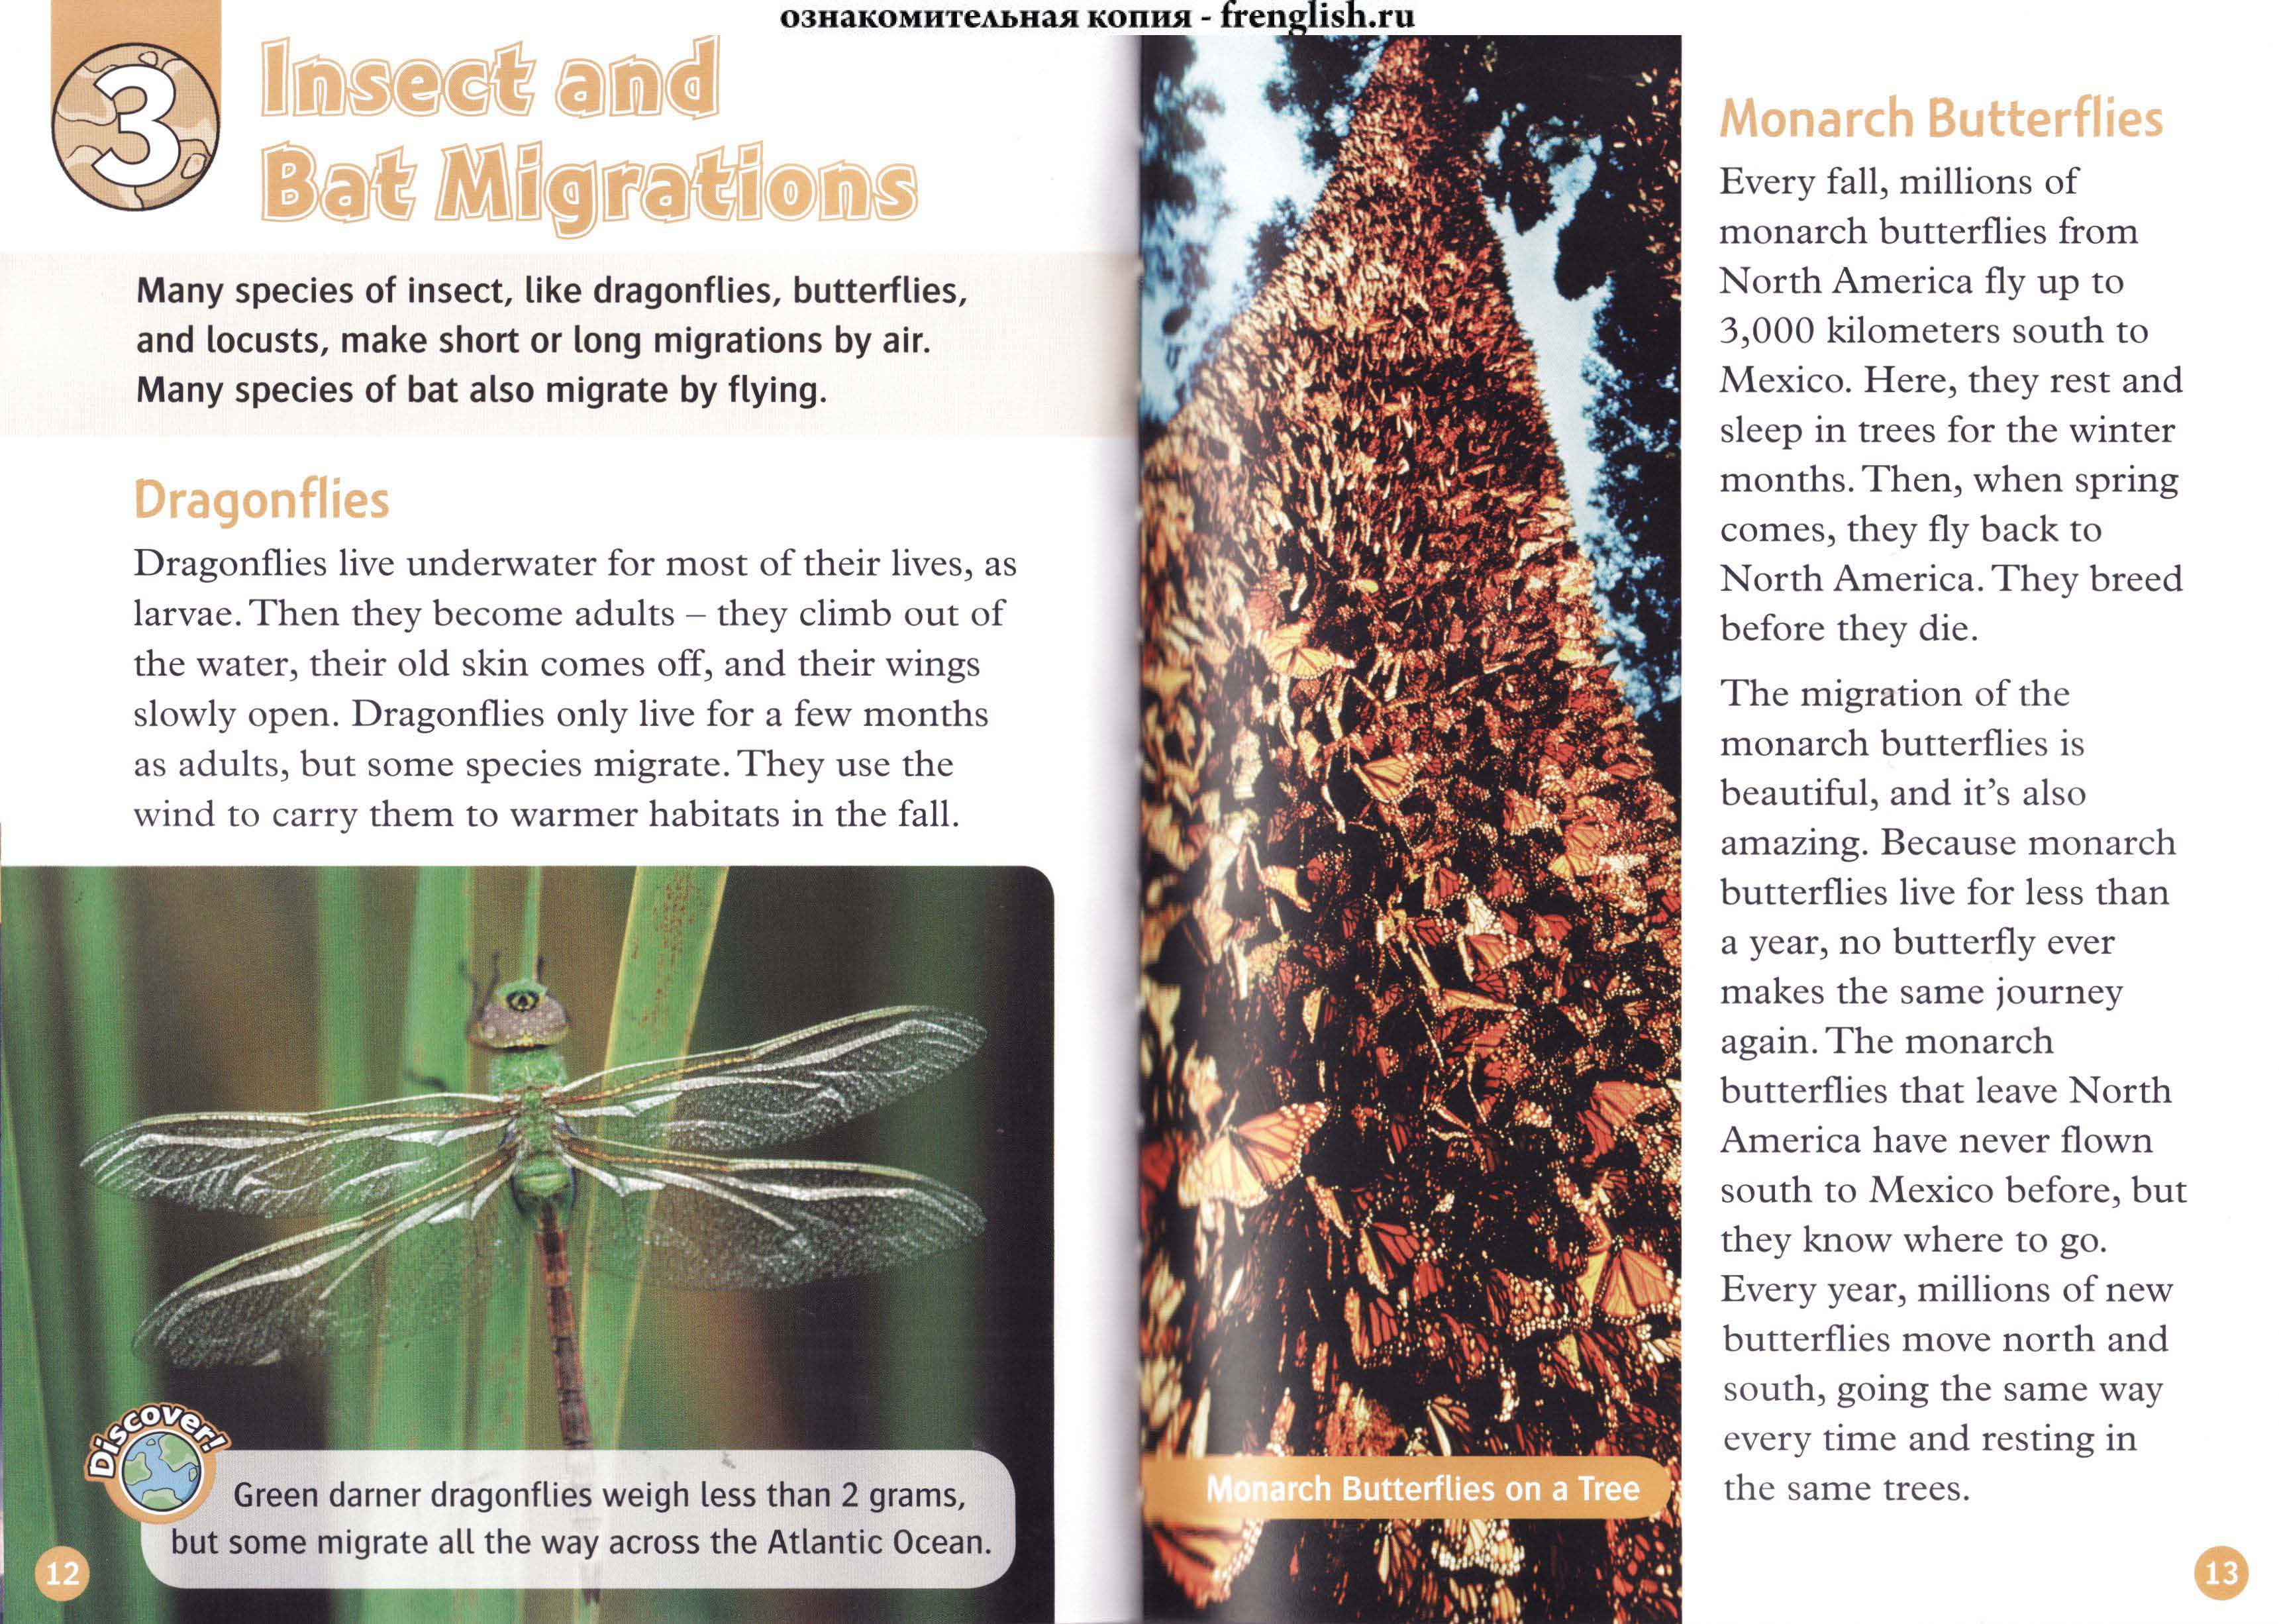 ознакомительная копия - frenglish.ru
3
Insect and
Bat Migrations
Many species of insect, like dragonflies, butterflies,
and locusts, make short or long migrations by air.
Many species of bat also migrate by flying.
Dragonflies
Dragonflies live underwater for most of their lives, as
larvae. Then they become adults – they climb out of
the water, their old skin comes off, and their wings
slowly open. Dragonflies only live for a few months
as adults, but some species migrate. They use the
wind to carry them to warmer habitats in the fall.
Discover!
Green darner dragonflies weigh less than 2 grams,
but some migrate all the way across the Atlantic Ocean.
12
Monarch Butterflies on a Tree
Monarch Butterflies
Every fall, millions of
monarch butterflies from
North America fly up to
3,000 kilometers south to
Mexico. Here, they rest and
sleep in trees for the winter
months. Then, when spring
comes, they fly back to
North America. They breed
before they die.
The migration of the
monarch butterflies is
beautiful, and it's also
amazing. Because monarch
butterflies live for less than
a year, no butterfly ever
makes the same journey
again. The monarch
butterflies that leave North
America have never flown
south to Mexico before, but
they know where to go.
Every year, millions of new
butterflies move north and
south, going the same way
every time and resting in
the same trees.
13